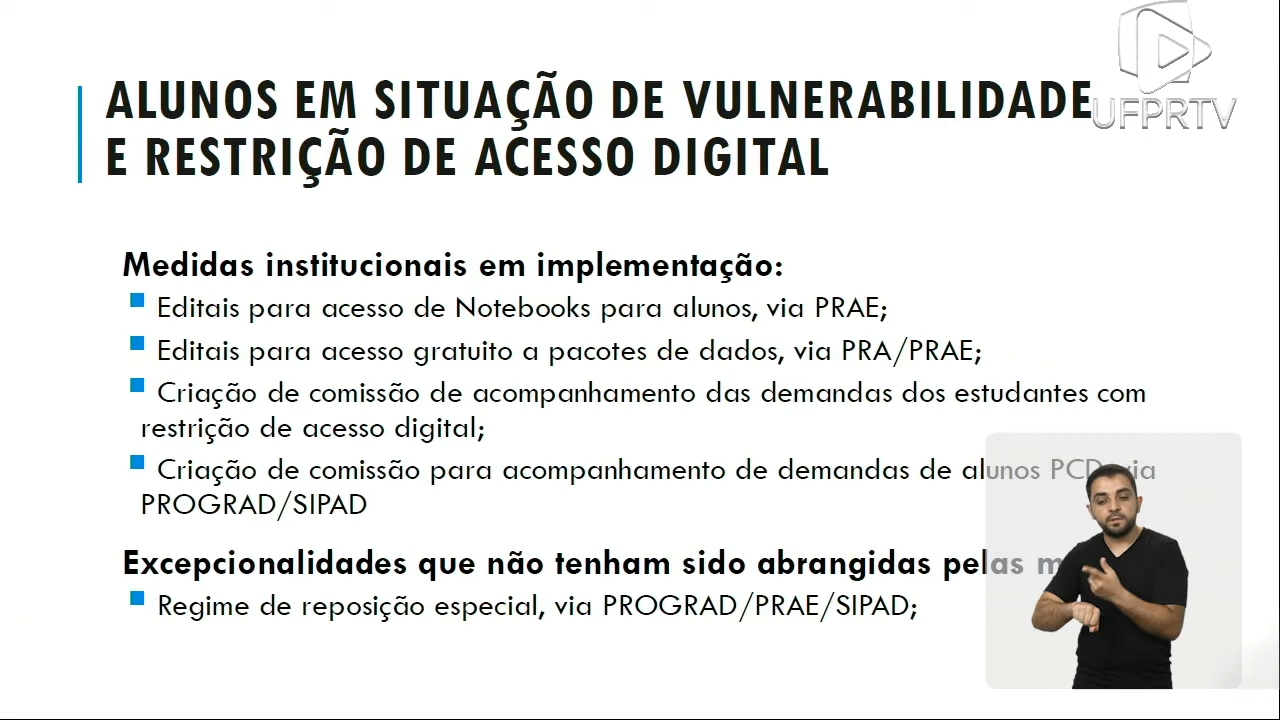 UFPRTV
ALUNOS EM SITUAÇÃO DE VULNERABILIDADE
E RESTRIÇÃO DE ACESSO DIGITAL
Medidas institucionais em implementação:
Editais para acesso de Notebooks para alunos, via PRAE;
Editais para acesso gratuito a pacotes de dados, via PRA/PRAE;
Criação de comissão de acompanhamento das demandas dos estudantes com
restrição de acesso digital;
Criação de comissão para acompanhamento de demandas de alunos PCD, via
PROGRAD/SIPAD
Excepcionalidades que não tenham sido abrangidas pelas
Regime de reposição especial, via PROGRAD/PRAE/SIPAD;